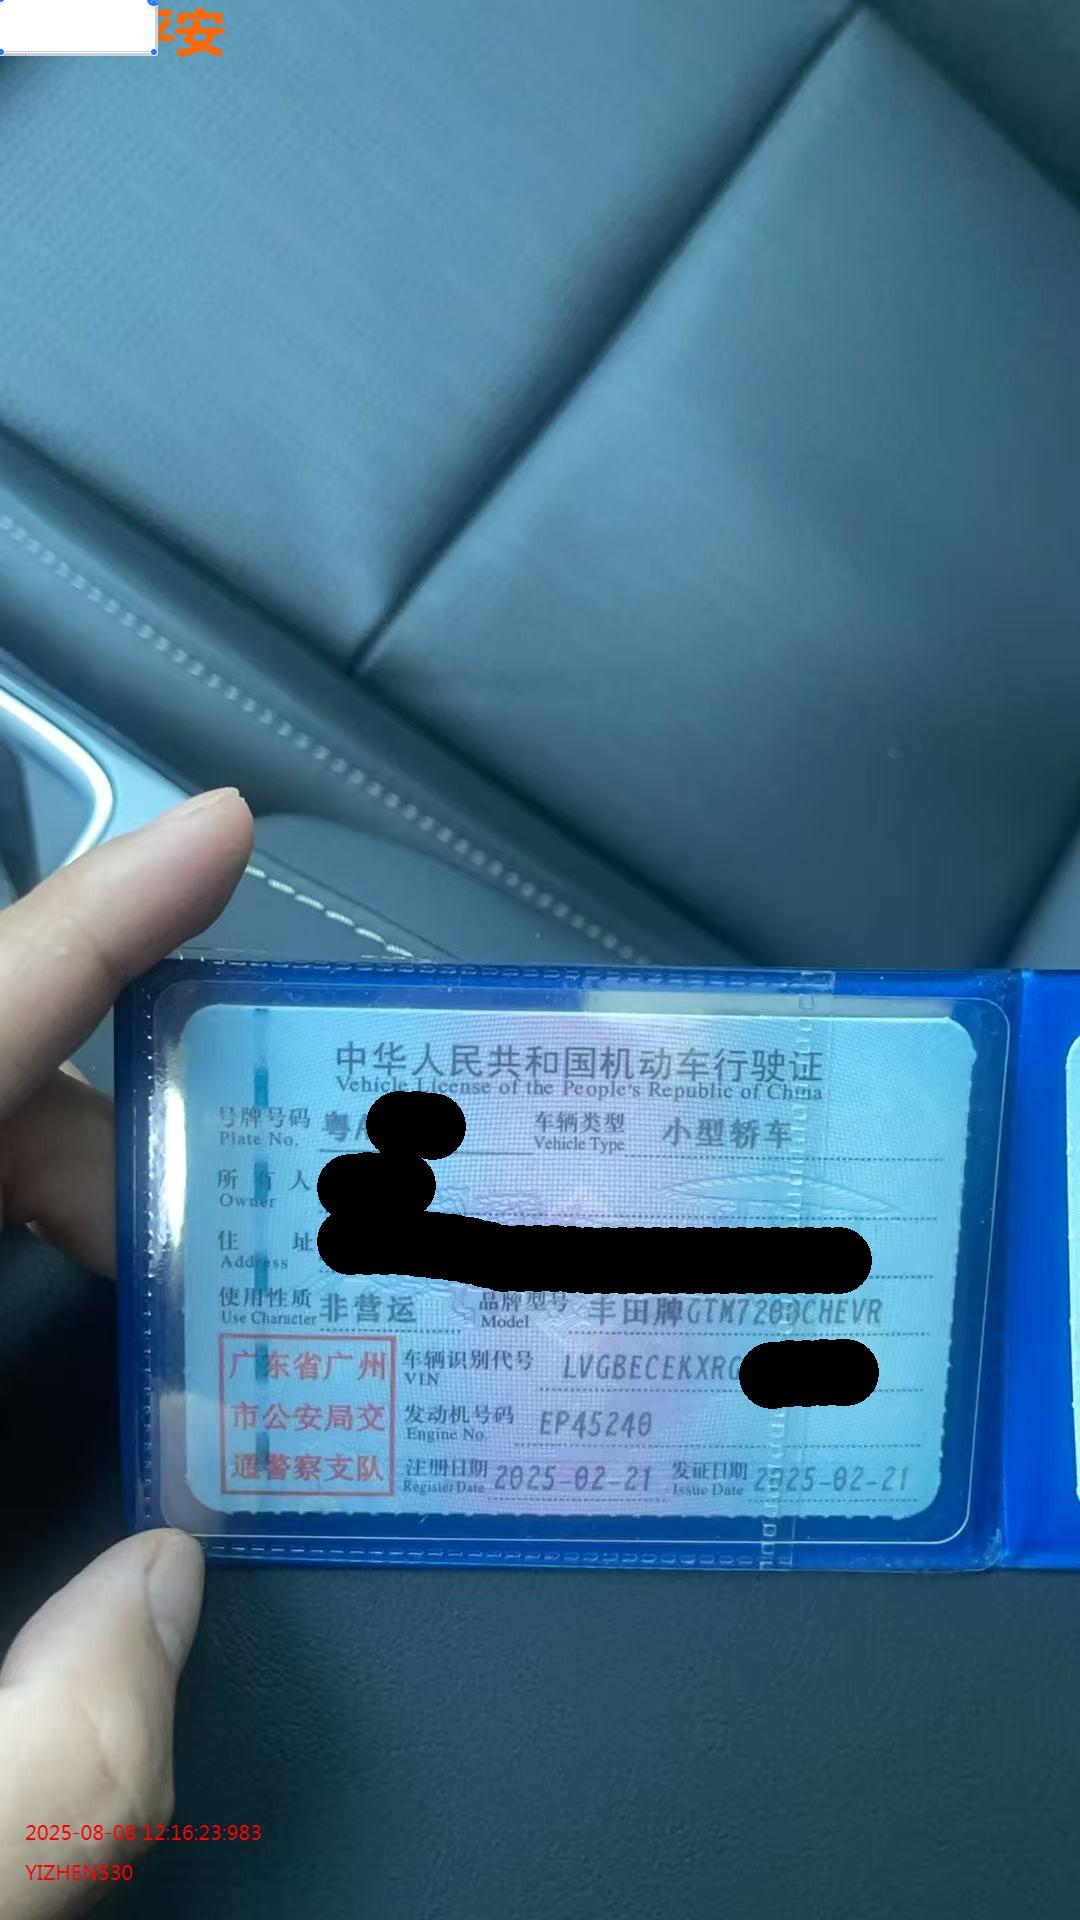 平安
中华人民共和国机动车行驶证
Vehicle License of the People's Republic of China
号牌号码 粤A 车辆类型 小型轿车
Plate No. Vehicle Type
所有人
Owner
住址
Address
使用性质 非营运 品牌型号 丰田牌GTM7200CHEVR
Use Character Model
广东省广州
市公安局交
通警察支队
车辆识别代号 LVGBECEKXRG
VIN
发动机号码 EP45240
Engine No.
注册日期 2025-02-21 发证日期 2025-02-21
Register Date Issue Date
2025-08-08 12:16:23:983
YIZHEN530